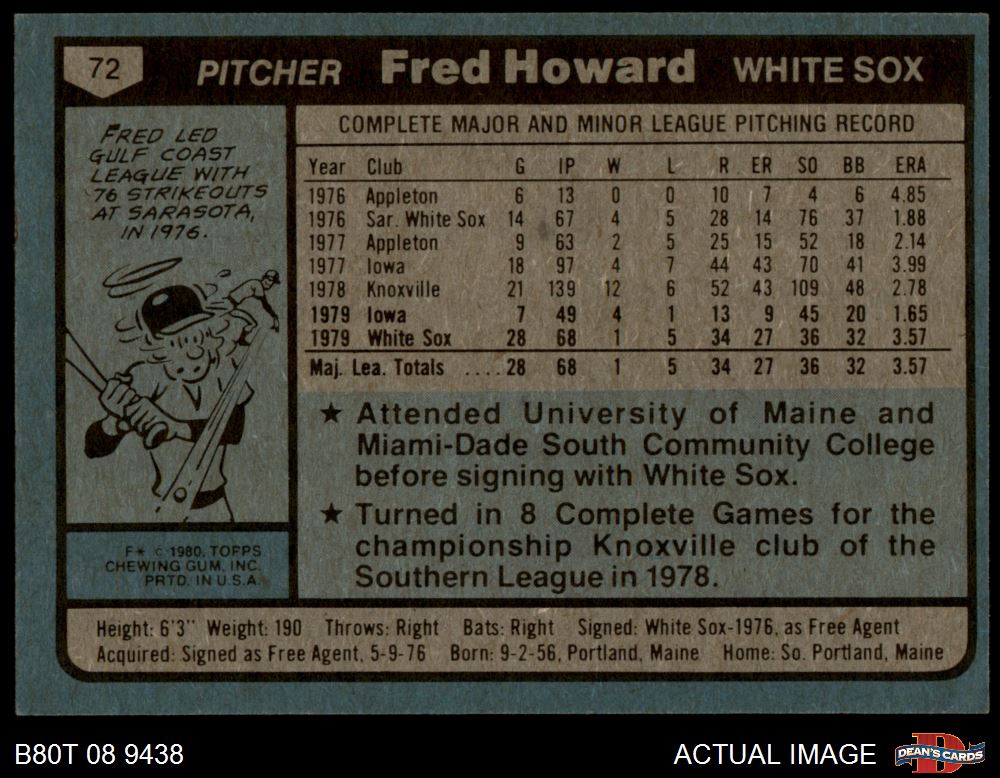 72 PITCHER Fred Howard WHITE SOX
FRED LED
GULF COAST
LEAGUE WITH
76 STRIKEOUTS
AT SARASOTA,
IN 1976.
COMPLETE MAJOR AND MINOR LEAGUE PITCHING RECORD
Year Club G IP W L R ER SO BB ERA
1976 Appleton 6 13 0 0 10 7 4 6 4.85
1976 Sar. White Sox 14 67 4 5 28 14 76 37 1.88
1977 Appleton 9 63 2 5 25 15 52 18 2.14
1977 Iowa 18 97 4 7 44 43 70 41 3.99
1978 Knoxville 21 139 12 6 52 43 109 48 2.78
1979 Iowa 7 49 4 1 13 9 45 20 1.65
1979 White Sox 28 68 1 5 34 27 36 32 3.57
Maj. Lea. Totals ....28 68 1 5 34 27 36 32 3.57
★ Attended University of Maine and
Miami-Dade South Community College
before signing with White Sox.
★ Turned in 8 Complete Games for the
championship Knoxville club of the
Southern League in 1978.
F* © 1980, TOPPS
CHEWING GUM, INC.
PRTD. IN U.S.A.
Height: 6'3" Weight: 190 Throws: Right Bats: Right Signed: White Sox-1976, as Free Agent
Acquired: Signed as Free Agent, 5-9-76 Born: 9-2-56, Portland, Maine Home: So. Portland, Maine
B80T 08 9438
ACTUAL IMAGE
DEAN'S CARDS